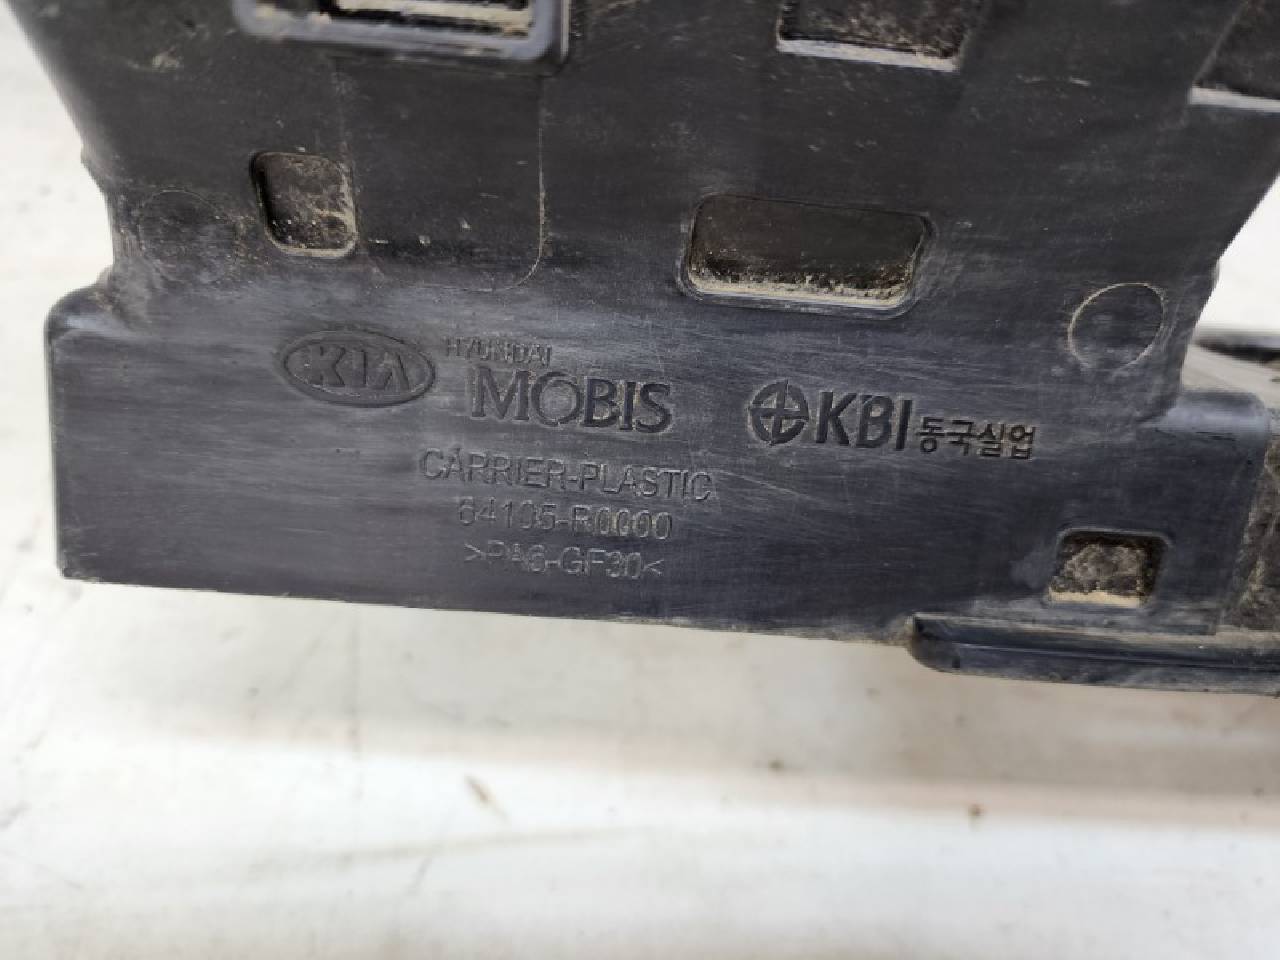 KIA HYUNDAI
MOBIS KBI 동국실업
CARRIER-PLASTIC
64105-R0000
>PA6-GF30<